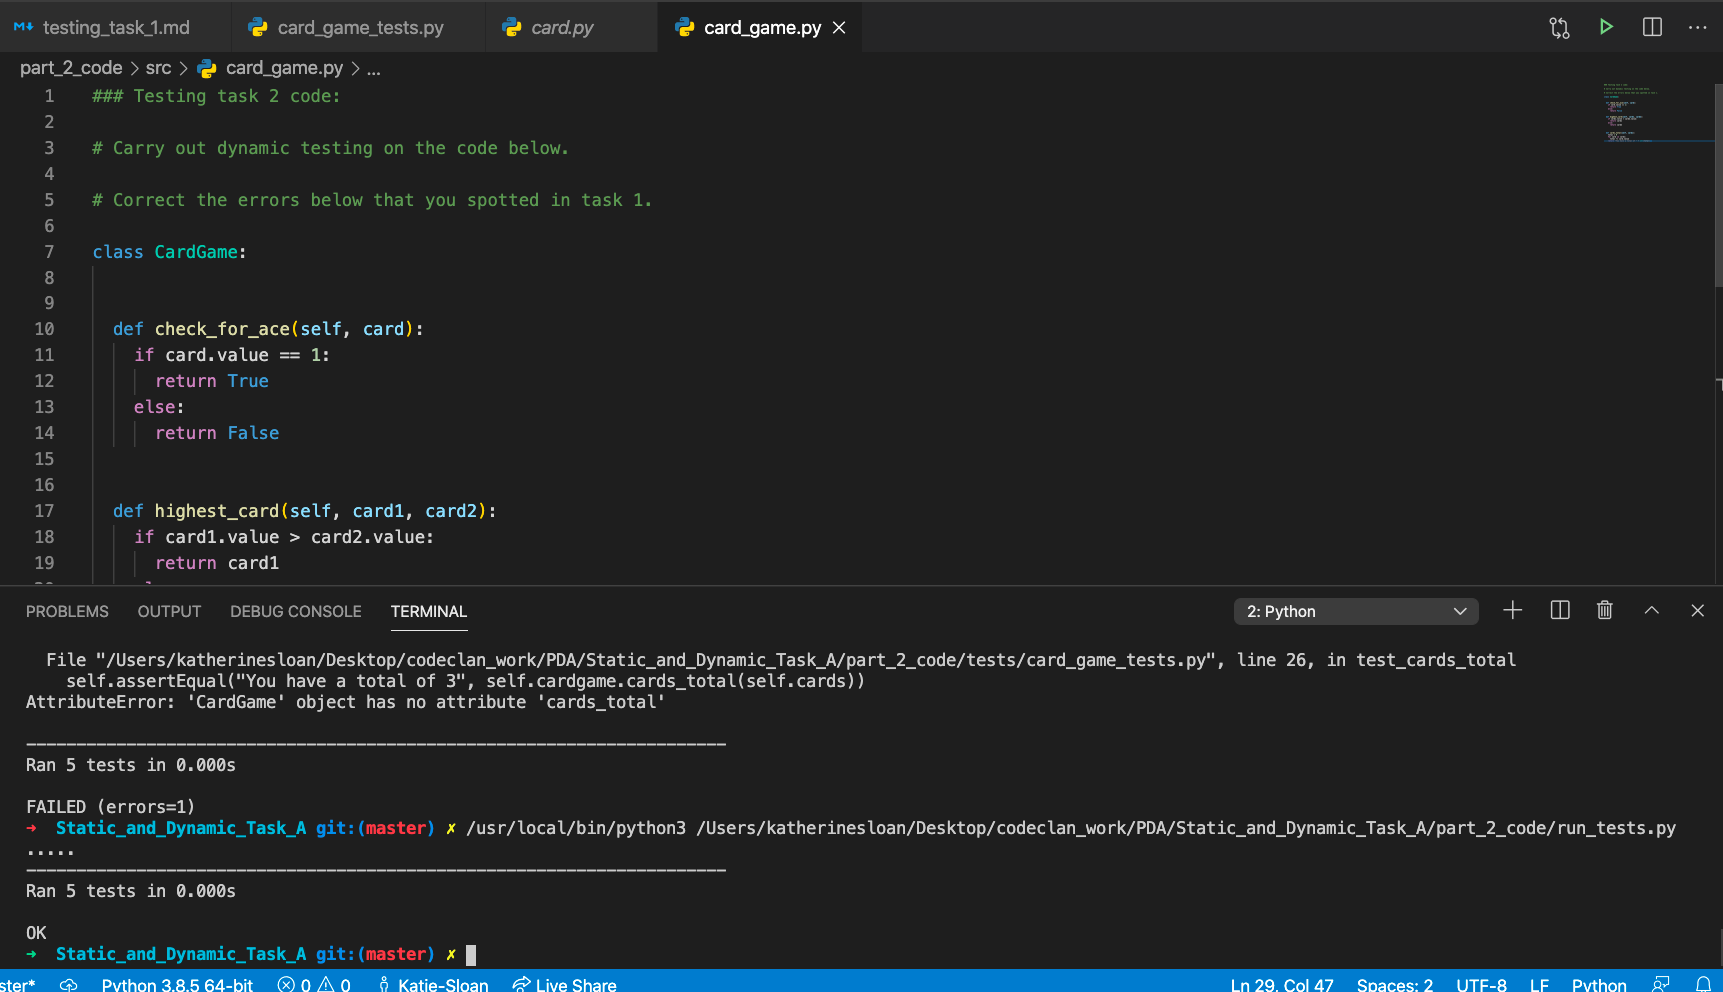 testing_task_1.md card_game_tests.py card.py card_game.py
part_2_code > src > card_game.py > ...
1 ### Testing task 2 code:
2
3 # Carry out dynamic testing on the code below.
4
5 # Correct the errors below that you spotted in task 1.
6
7 class CardGame:
8
9
10 def check_for_ace(self, card):
11 if card.value == 1:
12 return True
13 else:
14 return False
15
16
17 def highest_card(self, card1, card2):
18 if card1.value > card2.value:
19 return card1
PROBLEMS OUTPUT DEBUG CONSOLE TERMINAL 2: Python
File "/Users/katherinesloan/Desktop/codeclan_work/PDA/Static_and_Dynamic_Task_A/part_2_code/tests/card_game_tests.py", line 26, in test_cards_total
self.assertEqual("You have a total of 3", self.cardgame.cards_total(self.cards))
AttributeError: 'CardGame' object has no attribute 'cards_total'
----------------------------------------------------------------------
Ran 5 tests in 0.000s
FAILED (errors=1)
➜ Static_and_Dynamic_Task_A git:(master) ✗ /usr/local/bin/python3 /Users/katherinesloan/Desktop/codeclan_work/PDA/Static_and_Dynamic_Task_A/part_2_code/run_tests.py
.....
----------------------------------------------------------------------
Ran 5 tests in 0.000s
OK
➜ Static_and_Dynamic_Task_A git:(master) ✗
ster* Python 3.8.5 64-bit 0 0 Katie-Sloan Live Share Ln 29, Col 47 Spaces: 2 UTF-8 LF Python